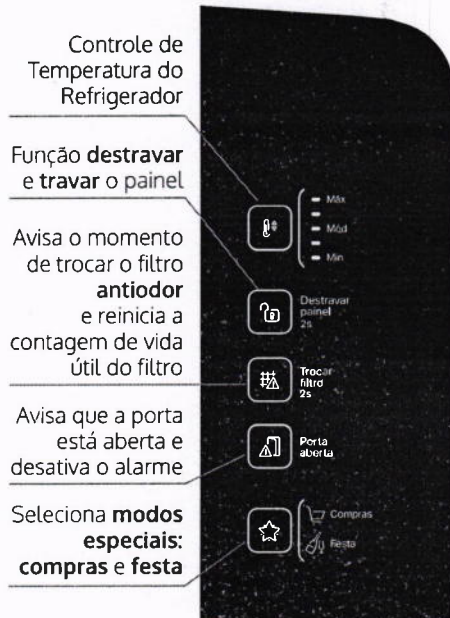 Controle de
Temperatura do
Refrigerador
Função destravar
e travar o painel
Avisa o momento
de trocar o filtro
antiodor
e reinicia a
contagem de vida
útil do filtro
Avisa que a porta
está aberta e
desativa o alarme
Seleciona modos
especiais:
compras e festa
Máx
Méd
Min
Destravar
painel
2s
Trocar
filtro
2s
Porta
aberta
Compras
Festa